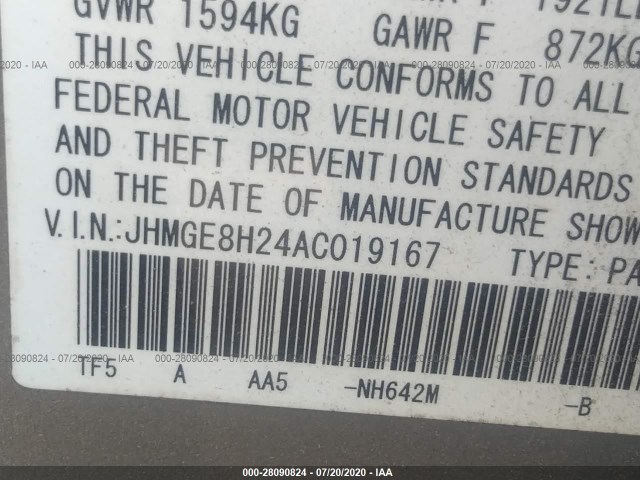 GVWR 1594KG GAWR F 872KG
THIS VEHICLE CONFORMS TO ALL
FEDERAL MOTOR VEHICLE SAFETY
AND THEFT PREVENTION STANDARDS
ON THE DATE OF MANUFACTURE SHOW
V.I.N.:JHMGE8H24AC019167 TYPE:PA
TF5 A AA5 -NH642M -B
000-28090824 - 07/20/2020 - IAA